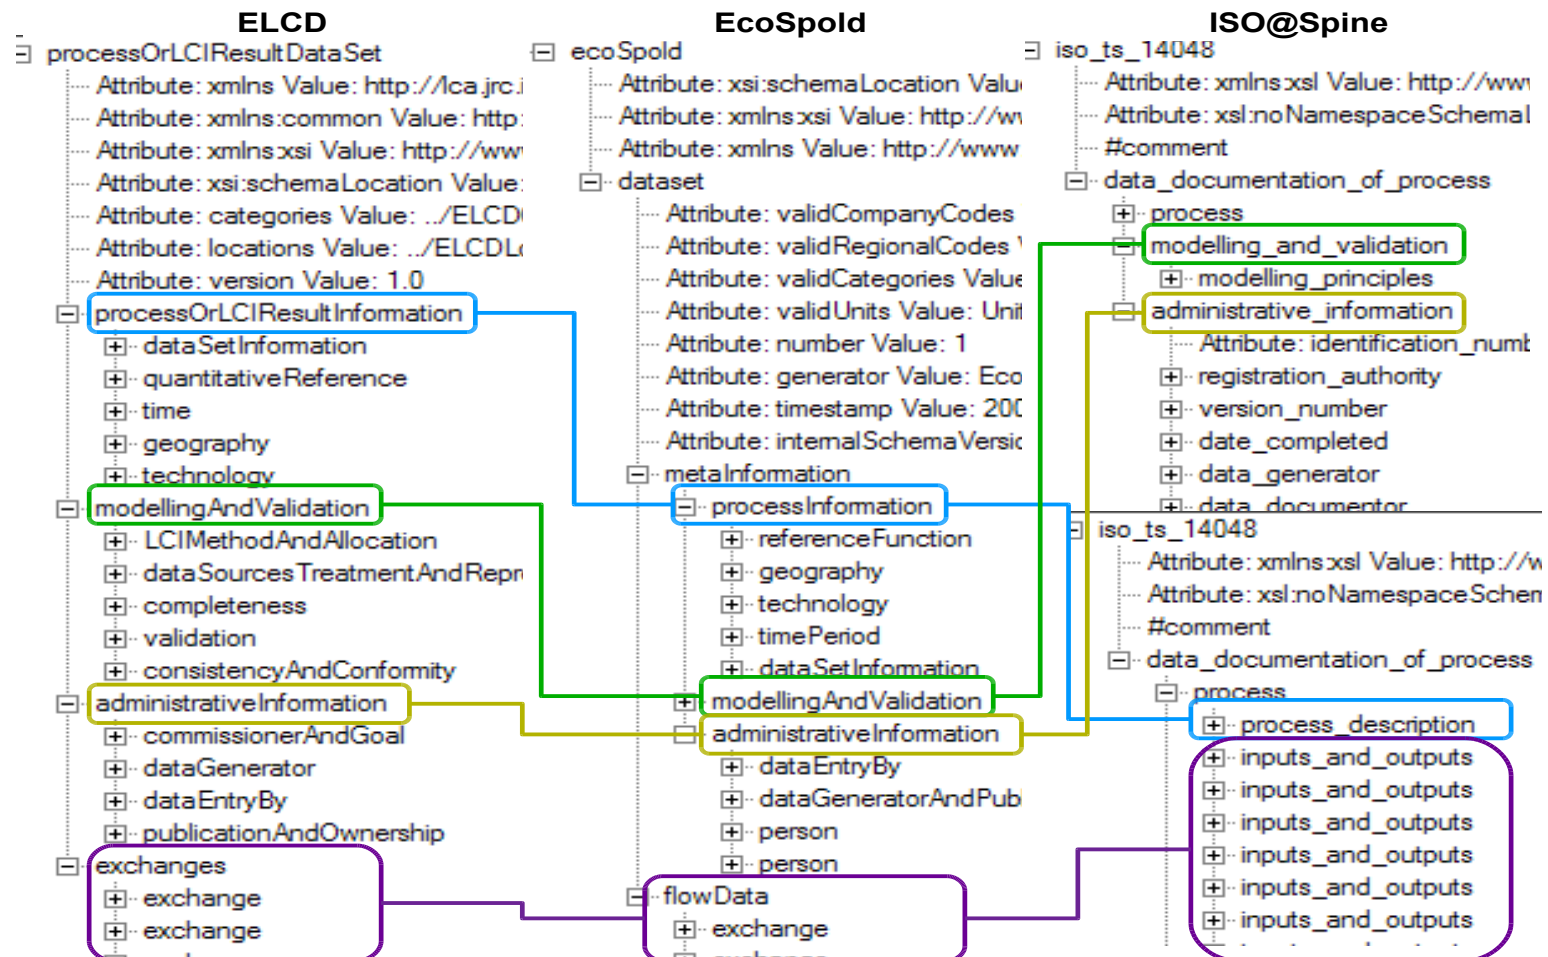 ELCD
processOrLCIResultDataSet
Attribute: xmlns Value: http://lca.jrc.i
Attribute: xmlns:common Value: http:
Attribute: xmlns:xsi Value: http://www
Attribute: xsi:schemaLocation Value:
Attribute: categories Value: ../ELCD
Attribute: locations Value: ../ELCDLo
Attribute: version Value: 1.0
processOrLCIResultInformation
dataSetInformation
quantitativeReference
time
geography
technology
modellingAndValidation
LCIMethodAndAllocation
dataSourcesTreatmentAndRepr
completeness
validation
consistencyAndConformity
administrativeInformation
commissionerAndGoal
dataGenerator
dataEntryBy
publicationAndOwnership
exchanges
exchange
exchange
EcoSpold
ecoSpold
Attribute: xsi:schemaLocation Valu
Attribute: xmlns:xsi Value: http://w
Attribute: xmlns Value: http://www
dataset
Attribute: validCompanyCodes
Attribute: validRegionalCodes
Attribute: validCategories Value
Attribute: validUnits Value: Unit
Attribute: number Value: 1
Attribute: generator Value: Eco
Attribute: timestamp Value: 200
Attribute: internalSchemaVersio
metaInformation
processInformation
referenceFunction
geography
technology
timePeriod
dataSetInformation
modellingAndValidation
administrativeInformation
dataEntryBy
dataGeneratorAndPub
person
person
flowData
exchange
exchange
ISO@Spine
iso_ts_14048
Attribute: xmlns:xsl Value: http://www
Attribute: xsl:noNamespaceSchemaL
#comment
data_documentation_of_process
process
modelling_and_validation
modelling_principles
administrative_information
Attribute: identification_numb
registration_authority
version_number
date_completed
data_generator
data_documentor
iso_ts_14048
Attribute: xmlns:xsl Value: http://w
Attribute: xsl:noNamespaceSchem
#comment
data_documentation_of_process
process
process_description
inputs_and_outputs
inputs_and_outputs
inputs_and_outputs
inputs_and_outputs
inputs_and_outputs
inputs_and_outputs